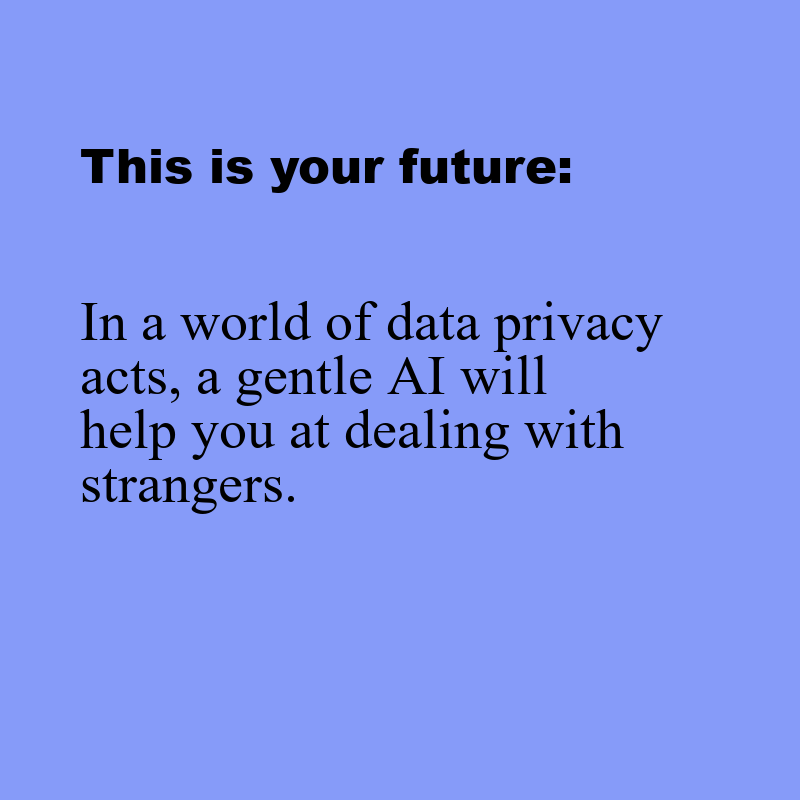 This is your future:
In a world of data privacy
acts, a gentle AI will
help you at dealing with
strangers.